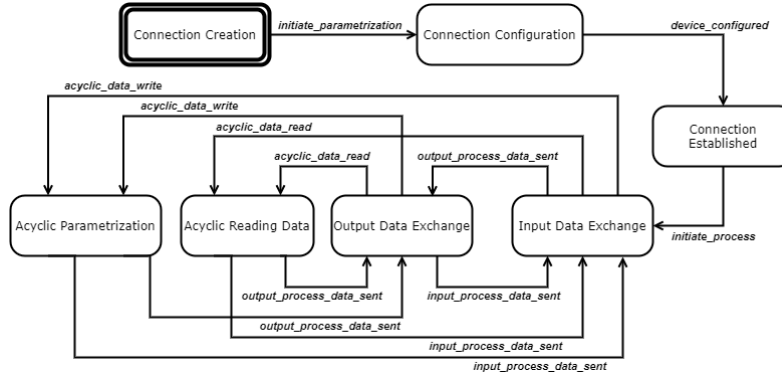 Connection Creation
initiate_parametrization
Connection Configuration
device_configured
acyclic_data_write
acyclic_data_write
acyclic_data_read
acyclic_data_read
output_process_data_sent
Connection
Established
Acyclic Parametrization
Acyclic Reading Data
Output Data Exchange
Input Data Exchange
initiate_process
output_process_data_sent
input_process_data_sent
output_process_data_sent
input_process_data_sent
input_process_data_sent